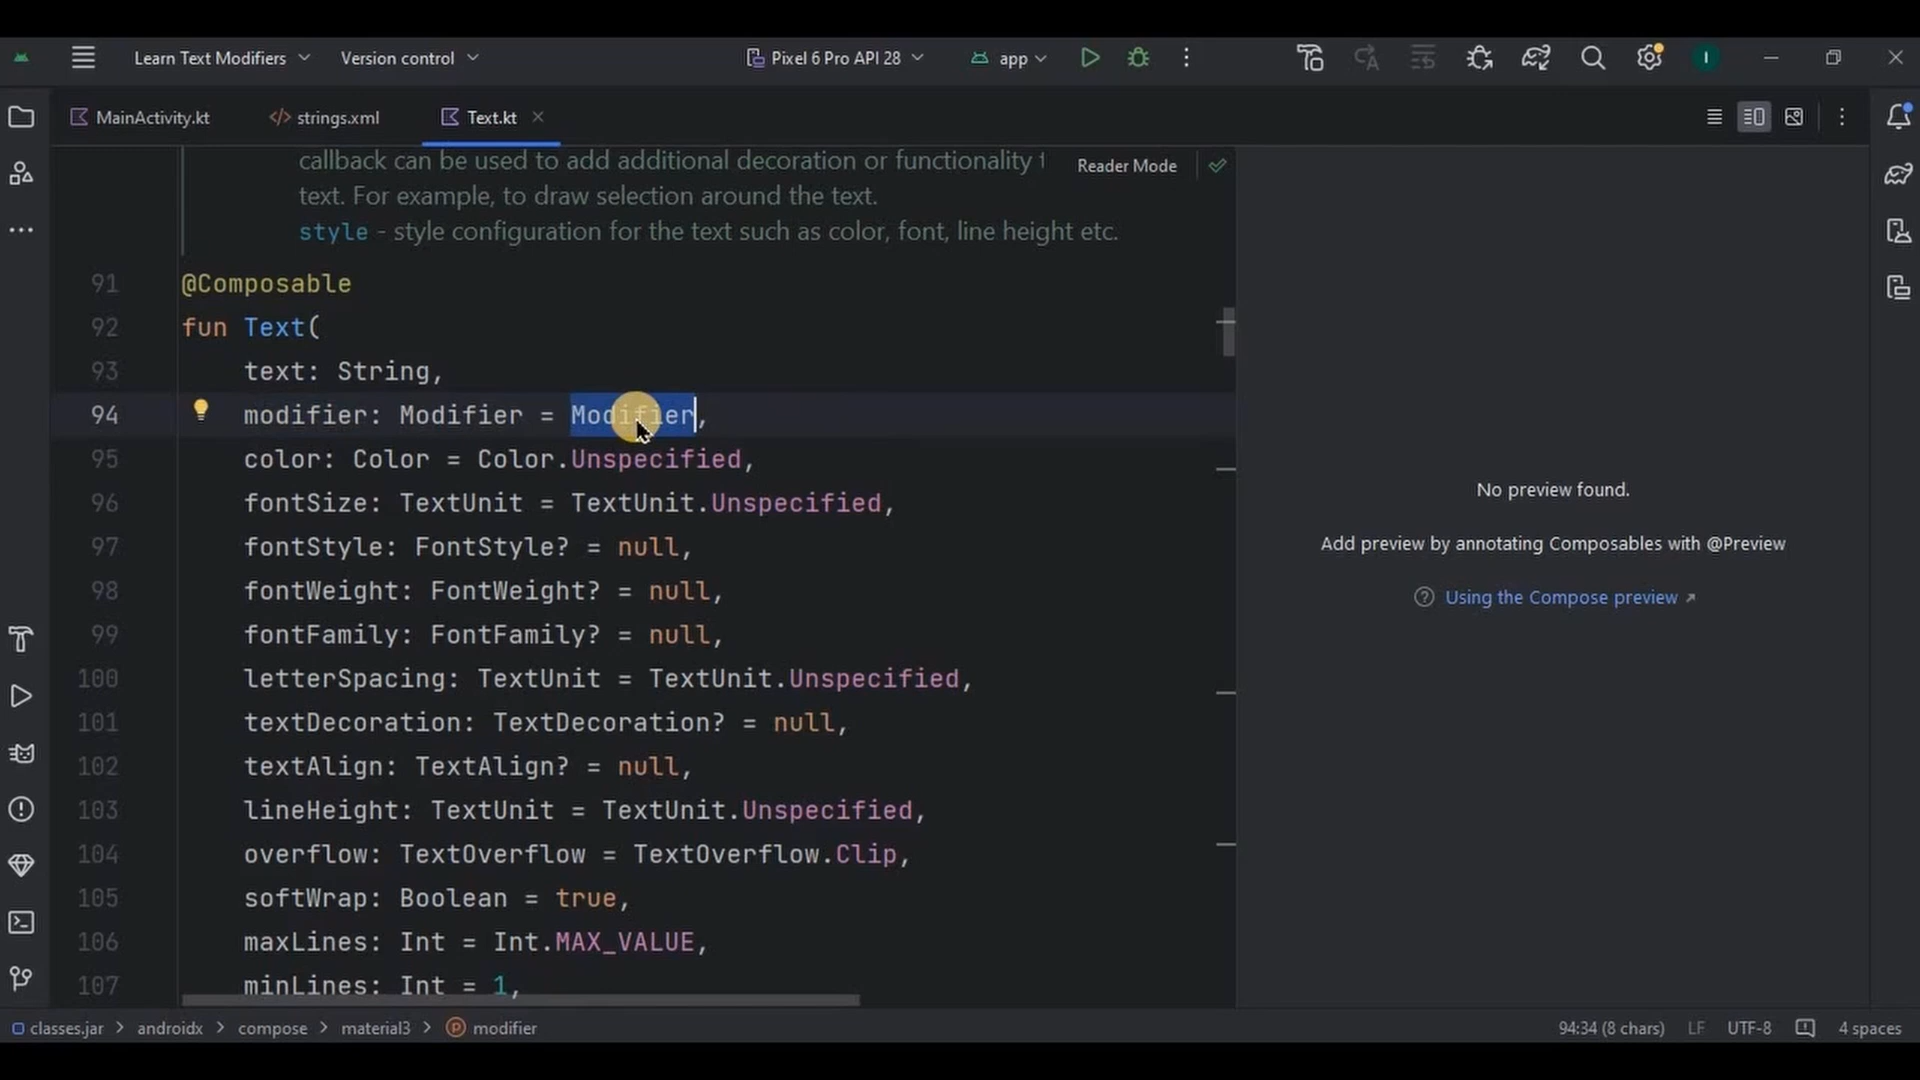 Learn Text Modifiers
Version control
Pixel 6 Pro API 28
app
I
MainActivity.kt
</> strings.xml
Text.kt
callback can be used to add additional decoration or functionality t
Reader Mode
text. For example, to draw selection around the text.
style - style configuration for the text such as color, font, line height etc.
91 @Composable
92 fun Text(
93 text: String,
94 modifier: Modifier = Modifier,
95 color: Color = Color.Unspecified,
96 fontSize: TextUnit = TextUnit.Unspecified,
97 fontStyle: FontStyle? = null,
98 fontWeight: FontWeight? = null,
99 fontFamily: FontFamily? = null,
100 letterSpacing: TextUnit = TextUnit.Unspecified,
101 textDecoration: TextDecoration? = null,
102 textAlign: TextAlign? = null,
103 lineHeight: TextUnit = TextUnit.Unspecified,
104 overflow: TextOverflow = TextOverflow.Clip,
105 softWrap: Boolean = true,
106 maxLines: Int = Int.MAX_VALUE,
107 minLines: Int = 1,
No preview found.
Add preview by annotating Composables with @Preview
Using the Compose preview
classes.jar > androidx > compose > material3 > modifier
94:34 (8 chars) LF UTF-8 4 spaces